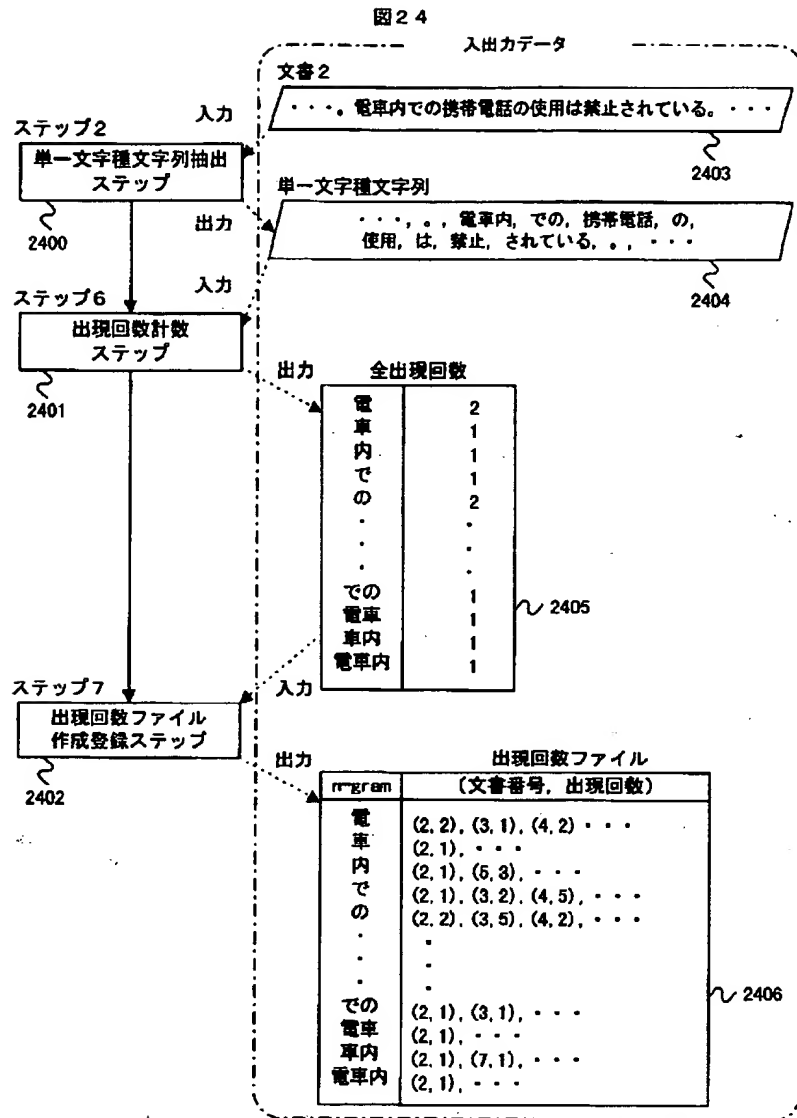 図24
入出力データ
文書2
・・・。電車内での携帯電話の使用は禁止されている。・・・
2403
入力
ステップ2
単一文字種文字列抽出
ステップ
2400
出力
単一文字種文字列
・・・, 。, 電車内, での, 携帯電話, の,
使用, は, 禁止, されている, 。, ・・・
2404
入力
ステップ6
出現回数計数
ステップ
2401
出力
全出現回数
電 2
車 1
内 1
で 1
の 2
・ ・
・ ・
・ ・
での 1
電車 1
車内 1
電車内 1
2405
入力
ステップ7
出現回数ファイル
作成登録ステップ
2402
出力
出現回数ファイル
n-gram (文書番号, 出現回数)
電 (2, 2), (3, 1), (4, 2) ・・・
車 (2, 1), ・・・
内 (2, 1), (5, 3), ・・・
で (2, 1), (3, 2), (4, 5), ・・・
の (2, 2), (3, 5), (4, 2), ・・・
・ ・
・ ・
・ ・
での (2, 1), (3, 1), ・・・
電車 (2, 1), ・・・
車内 (2, 1), (7, 1), ・・・
電車内 (2, 1), ・・・
2406